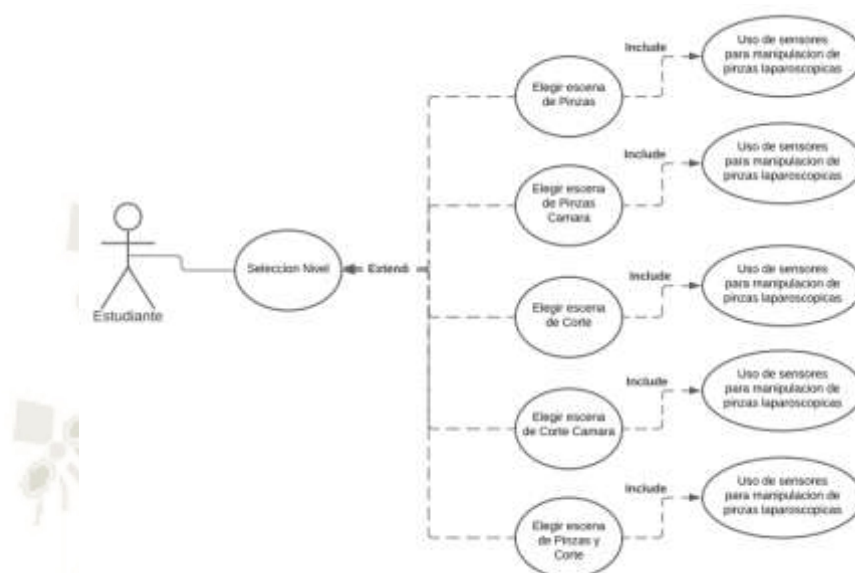 Include
Uso de sensores
para manipulacion de
pinzas laparoscopicas
Elegir escena
de Pinzas
Include
Uso de sensores
para manipulacion de
pinzas laparoscopicas
Elegir escena
de Pinzas
Camara
Estudiante
Seleccion Nivel
Extend
Include
Uso de sensores
para manipulacion de
pinzas laparoscopicas
Elegir escena
de Corte
Include
Uso de sensores
para manipulacion de
pinzas laparoscopicas
Elegir escena
de Corte Camara
Include
Uso de sensores
para manipulacion de
pinzas laparoscopicas
Elegir escena
de Pinzas y
Corte